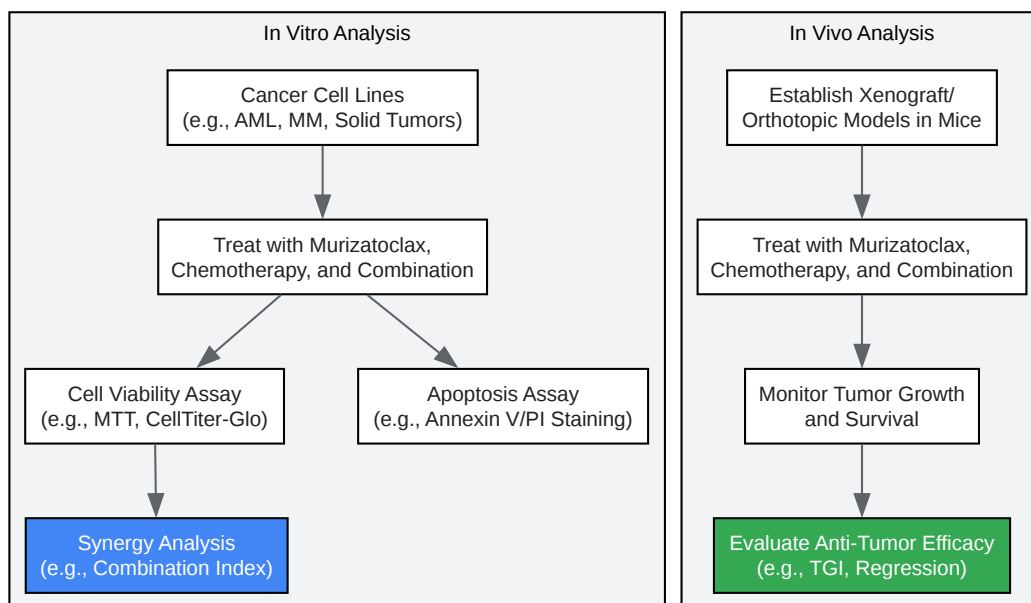 In Vitro Analysis
Cancer Cell Lines
(e.g., AML, MM, Solid Tumors)
Treat with Murizatoclax,
Chemotherapy, and Combination
Cell Viability Assay
(e.g., MTT, CellTiter-Glo)
Apoptosis Assay
(e.g., Annexin V/PI Staining)
Synergy Analysis
(e.g., Combination Index)
In Vivo Analysis
Establish Xenograft/
Orthotopic Models in Mice
Treat with Murizatoclax,
Chemotherapy, and Combination
Monitor Tumor Growth
and Survival
Evaluate Anti-Tumor Efficacy
(e.g., TGI, Regression)